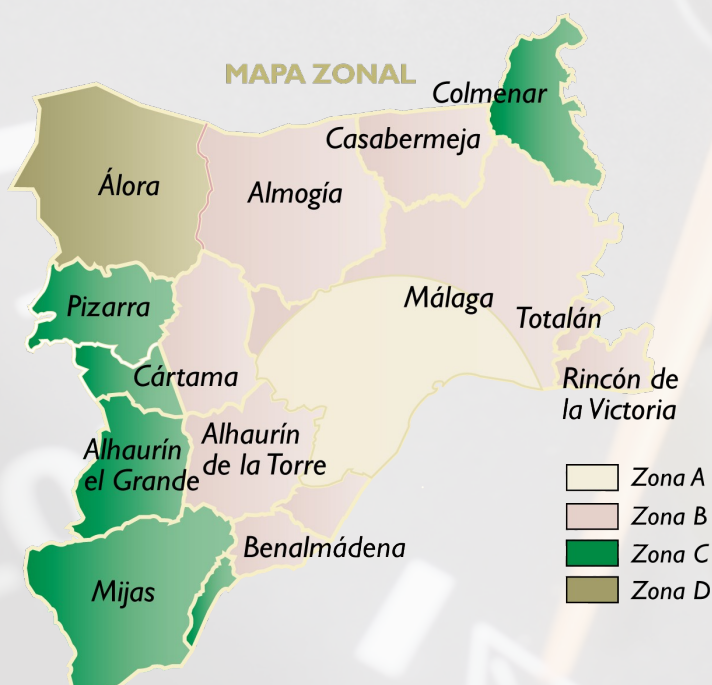 MAPA ZONAL
Colmenar
Casabermeja
Álora
Almogía
Málaga
Pizarra
Totalán
Cártama
Rincón de
la Victoria
Alhaurín
el Grande
Alhaurín
de la Torre
Benalmádena
Mijas
Zona A
Zona B
Zona C
Zona D